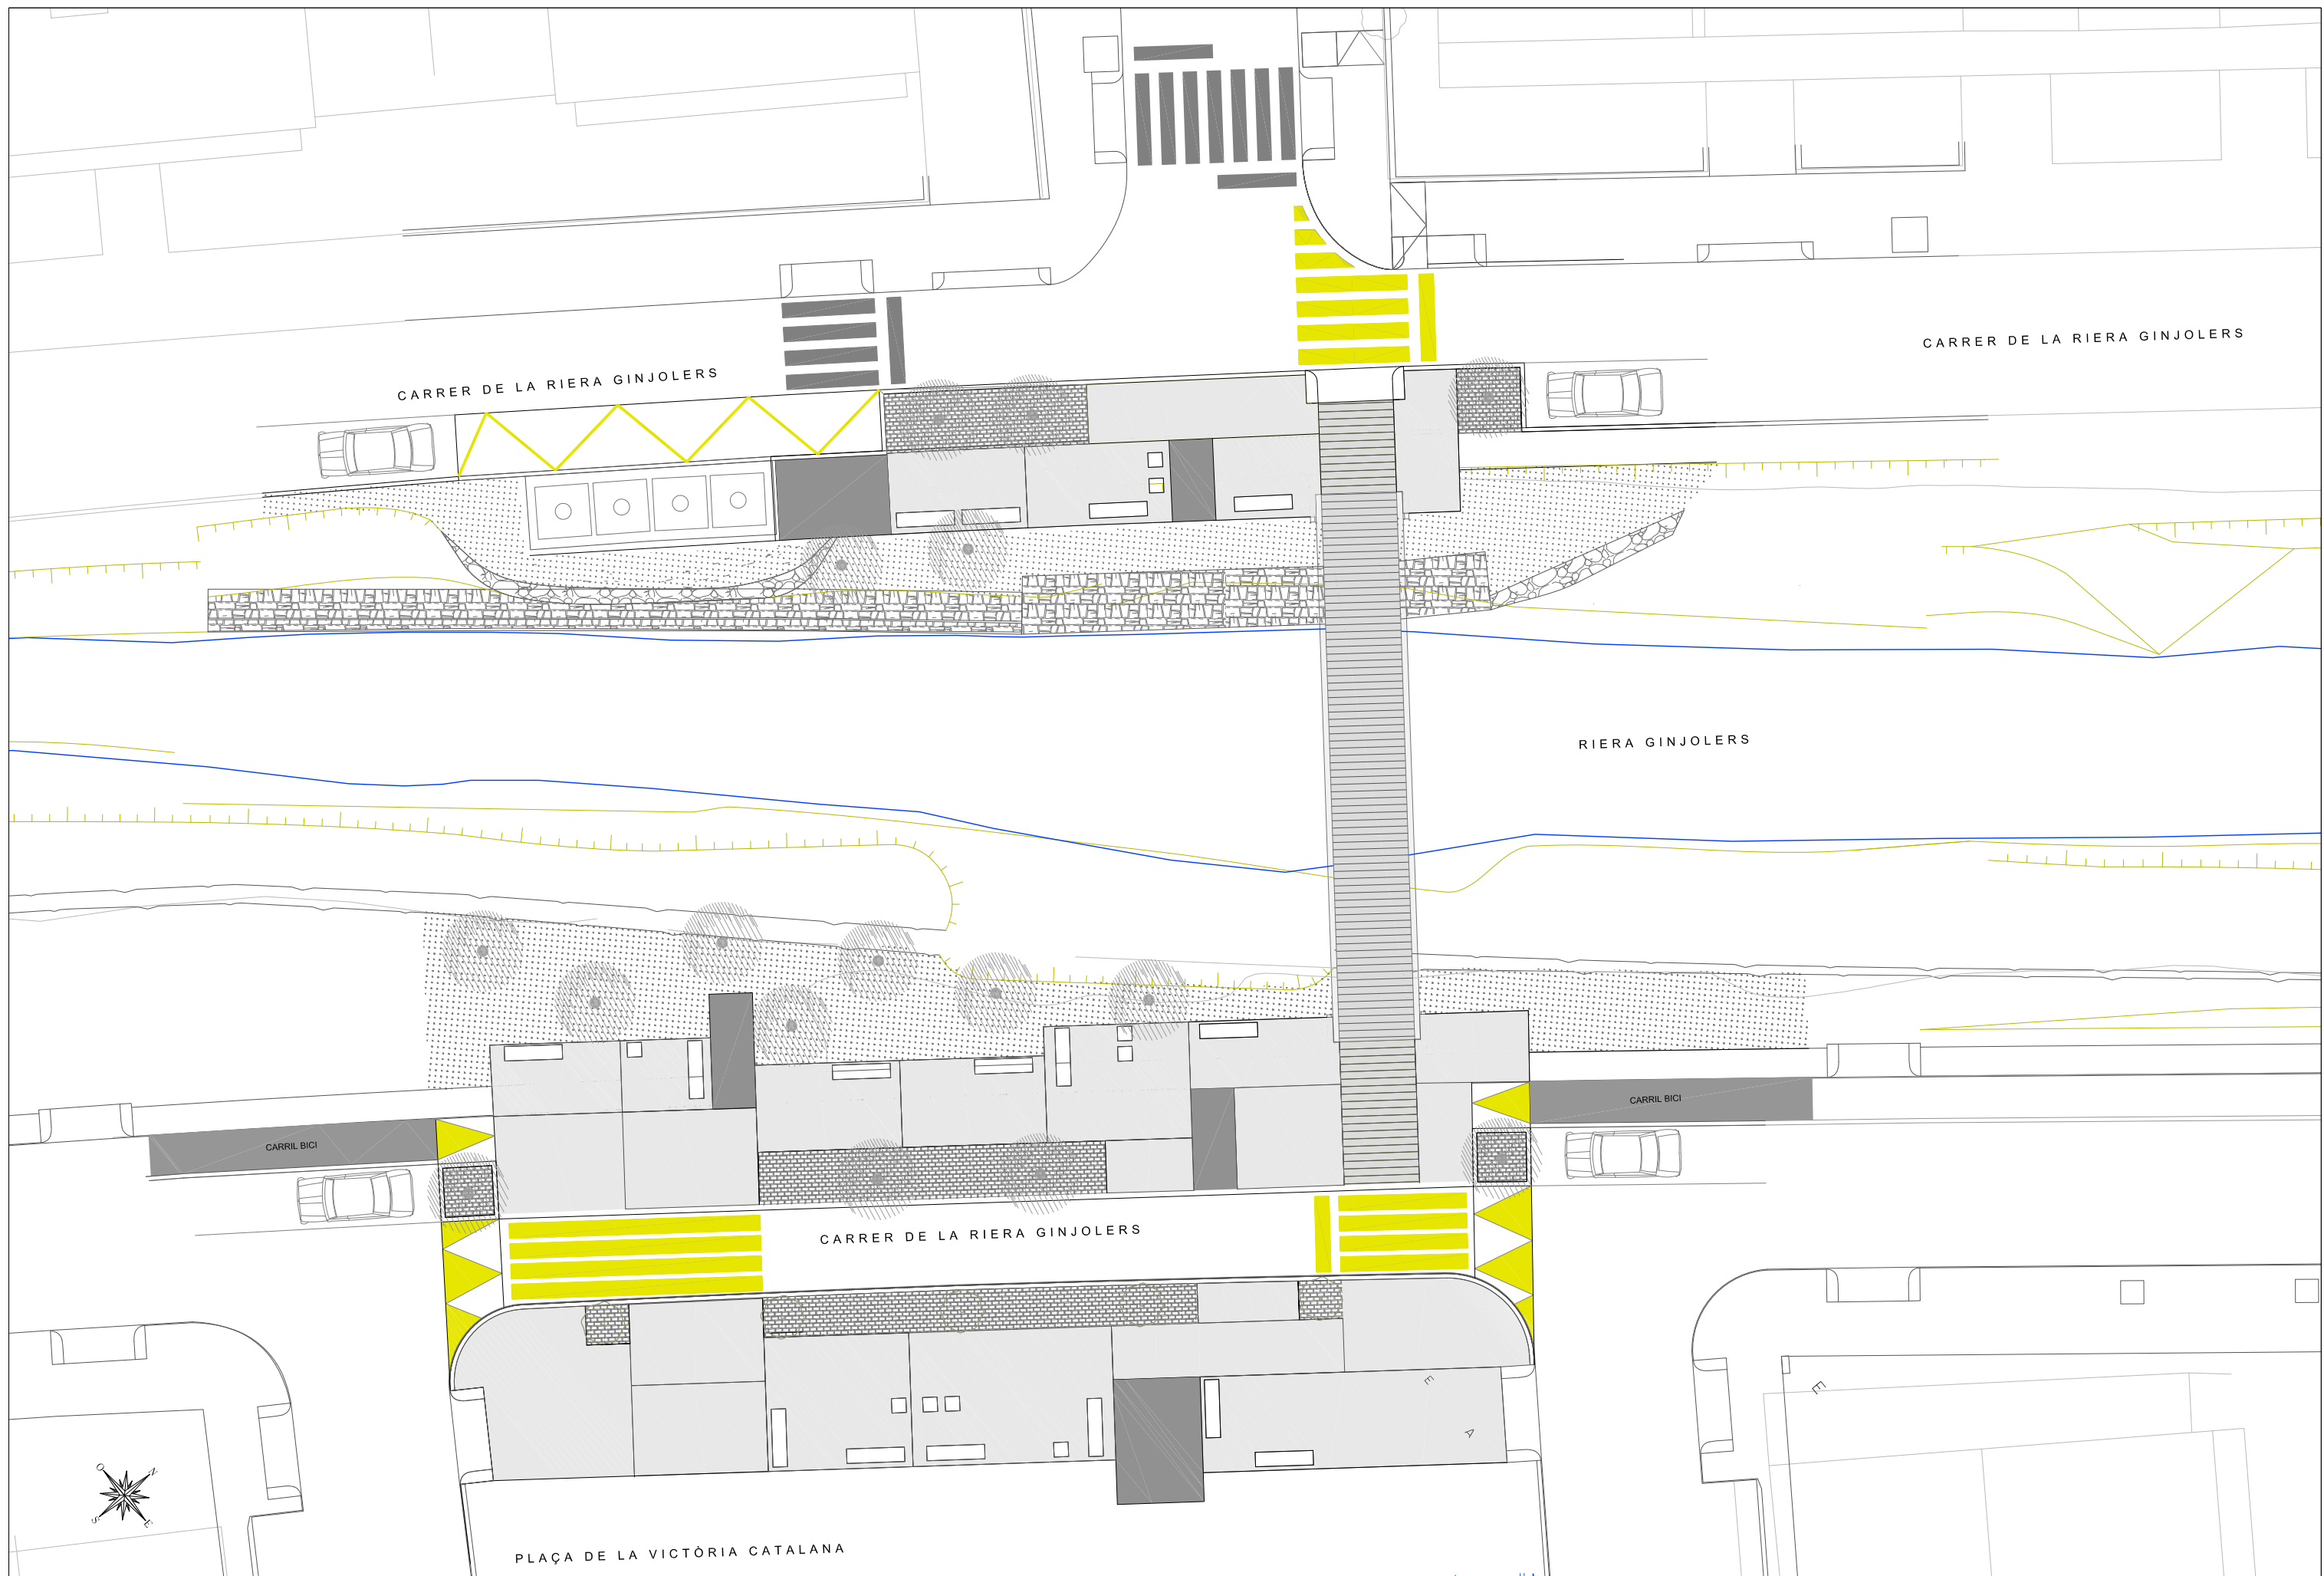 CARRER DE LA RIERA GINJOLERS
CARRER DE LA RIERA GINJOLERS
RIERA GINJOLERS
CARRIL BICI
CARRIL BICI
CARRER DE LA RIERA GINJOLERS
E
E
A
O
N
S
E
PLAÇA DE LA VICTÒRIA CATALANA